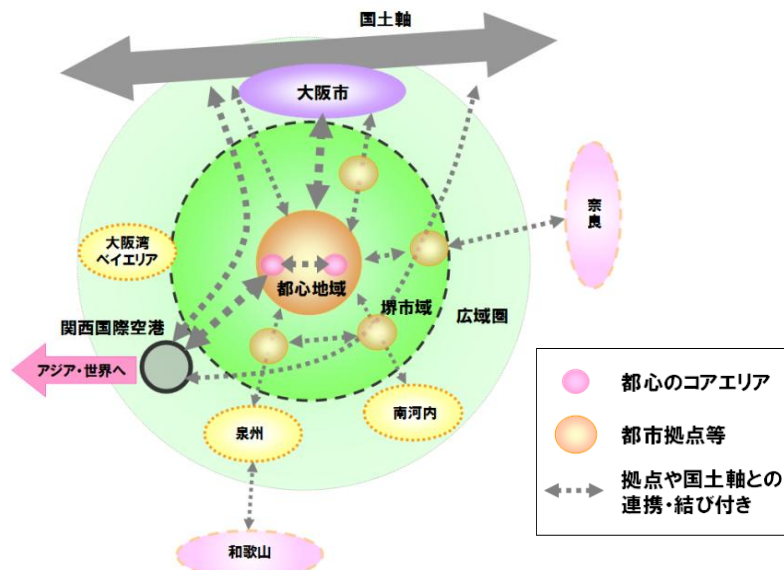 国土軸
大阪市
奈良
大阪湾
ベイエリア
都心地域
堺市域
広域圏
関西国際空港
アジア・世界へ
泉州
南河内
和歌山
都心のコアエリア
都市拠点等
拠点や国土軸との
連携・結び付き